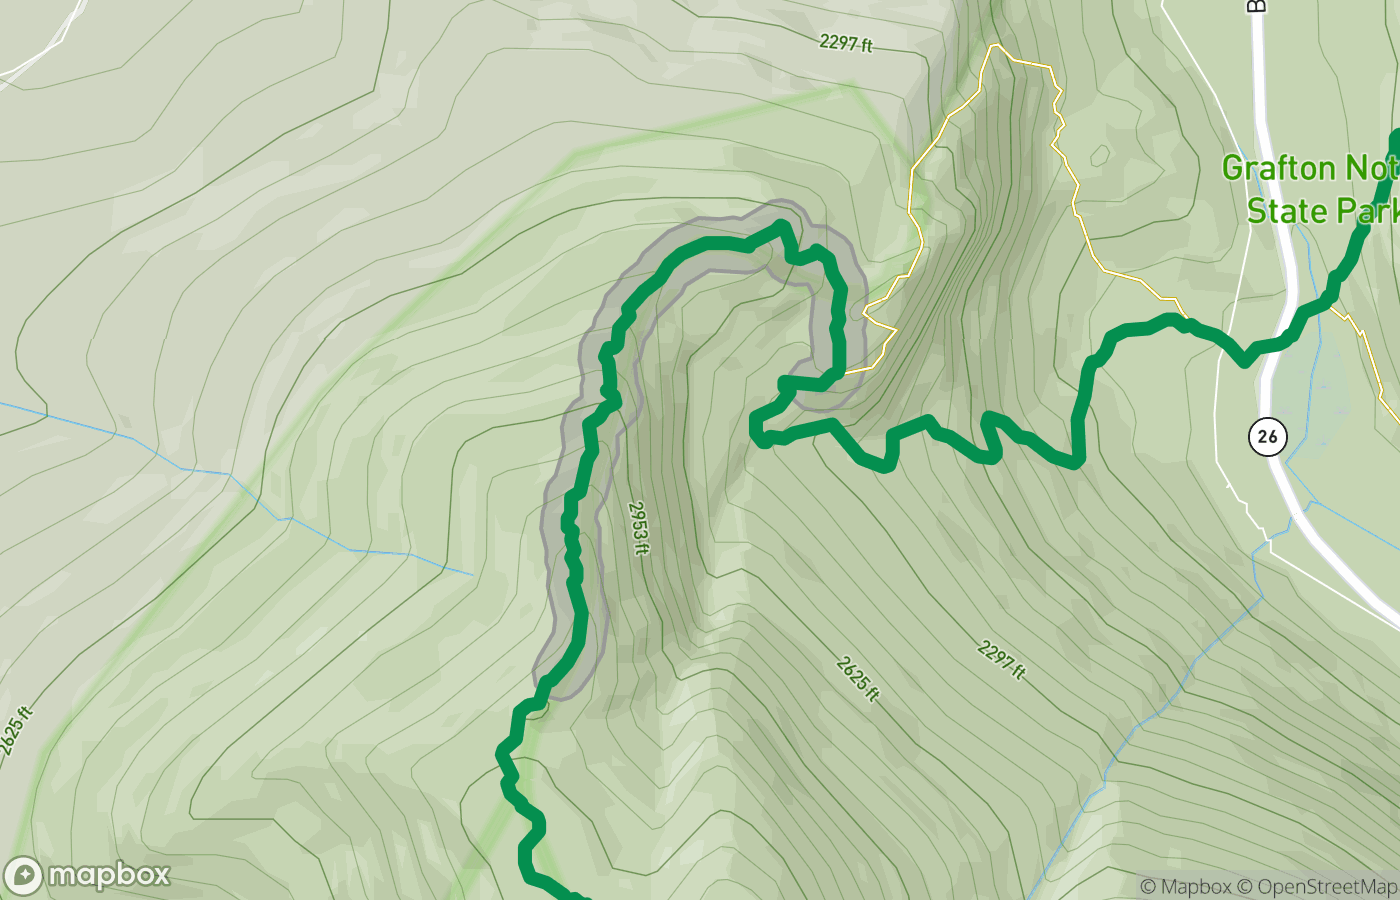 B
2297 ft
Grafton Not
State Park
26
2953 ft
2297 ft
2625 ft
2625 ft
mapbox
© Mapbox © OpenStreetMap